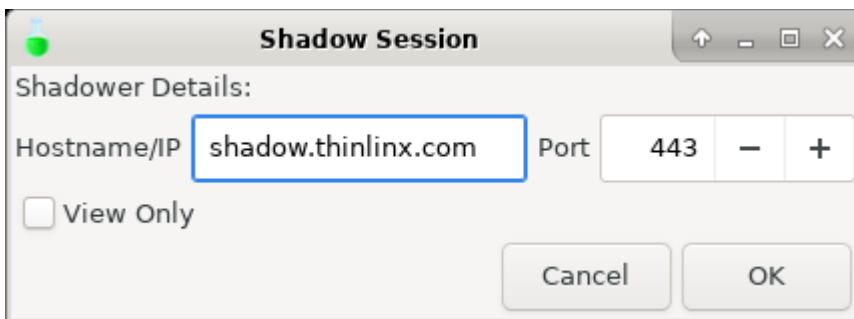 Shadow Session
Shadower Details:
Hostname/IP shadow.thinlinx.com Port 443 − +
View Only
Cancel OK